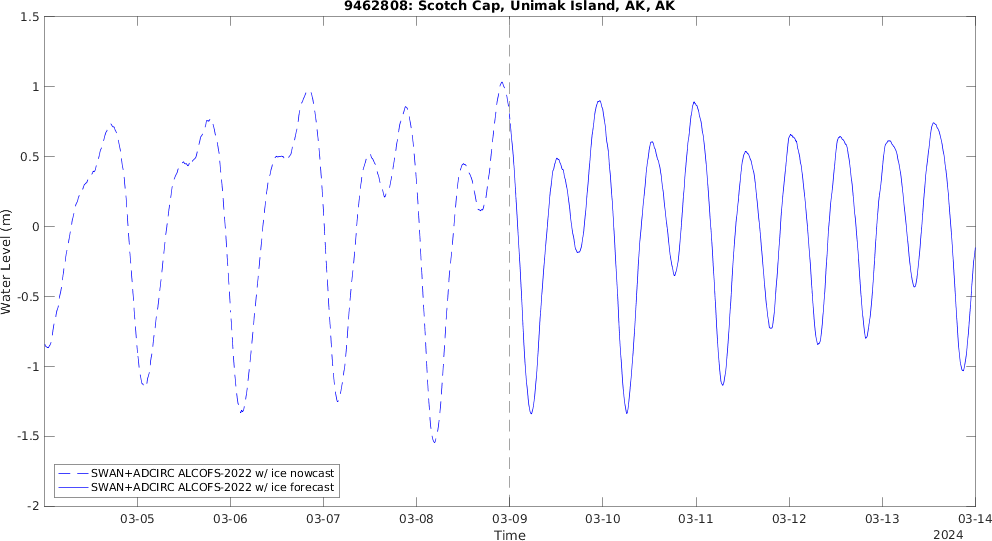 9462808: Scotch Cap, Unimak Island, AK, AK
1.5
1
0.5
0
-0.5
-1
-1.5
-2
Water Level (m)
SWAN+ADCIRC ALCOFS-2022 w/ ice nowcast
SWAN+ADCIRC ALCOFS-2022 w/ ice forecast
03-05 03-06 03-07 03-08 03-09 03-10 03-11 03-12 03-13 03-14
Time
2024